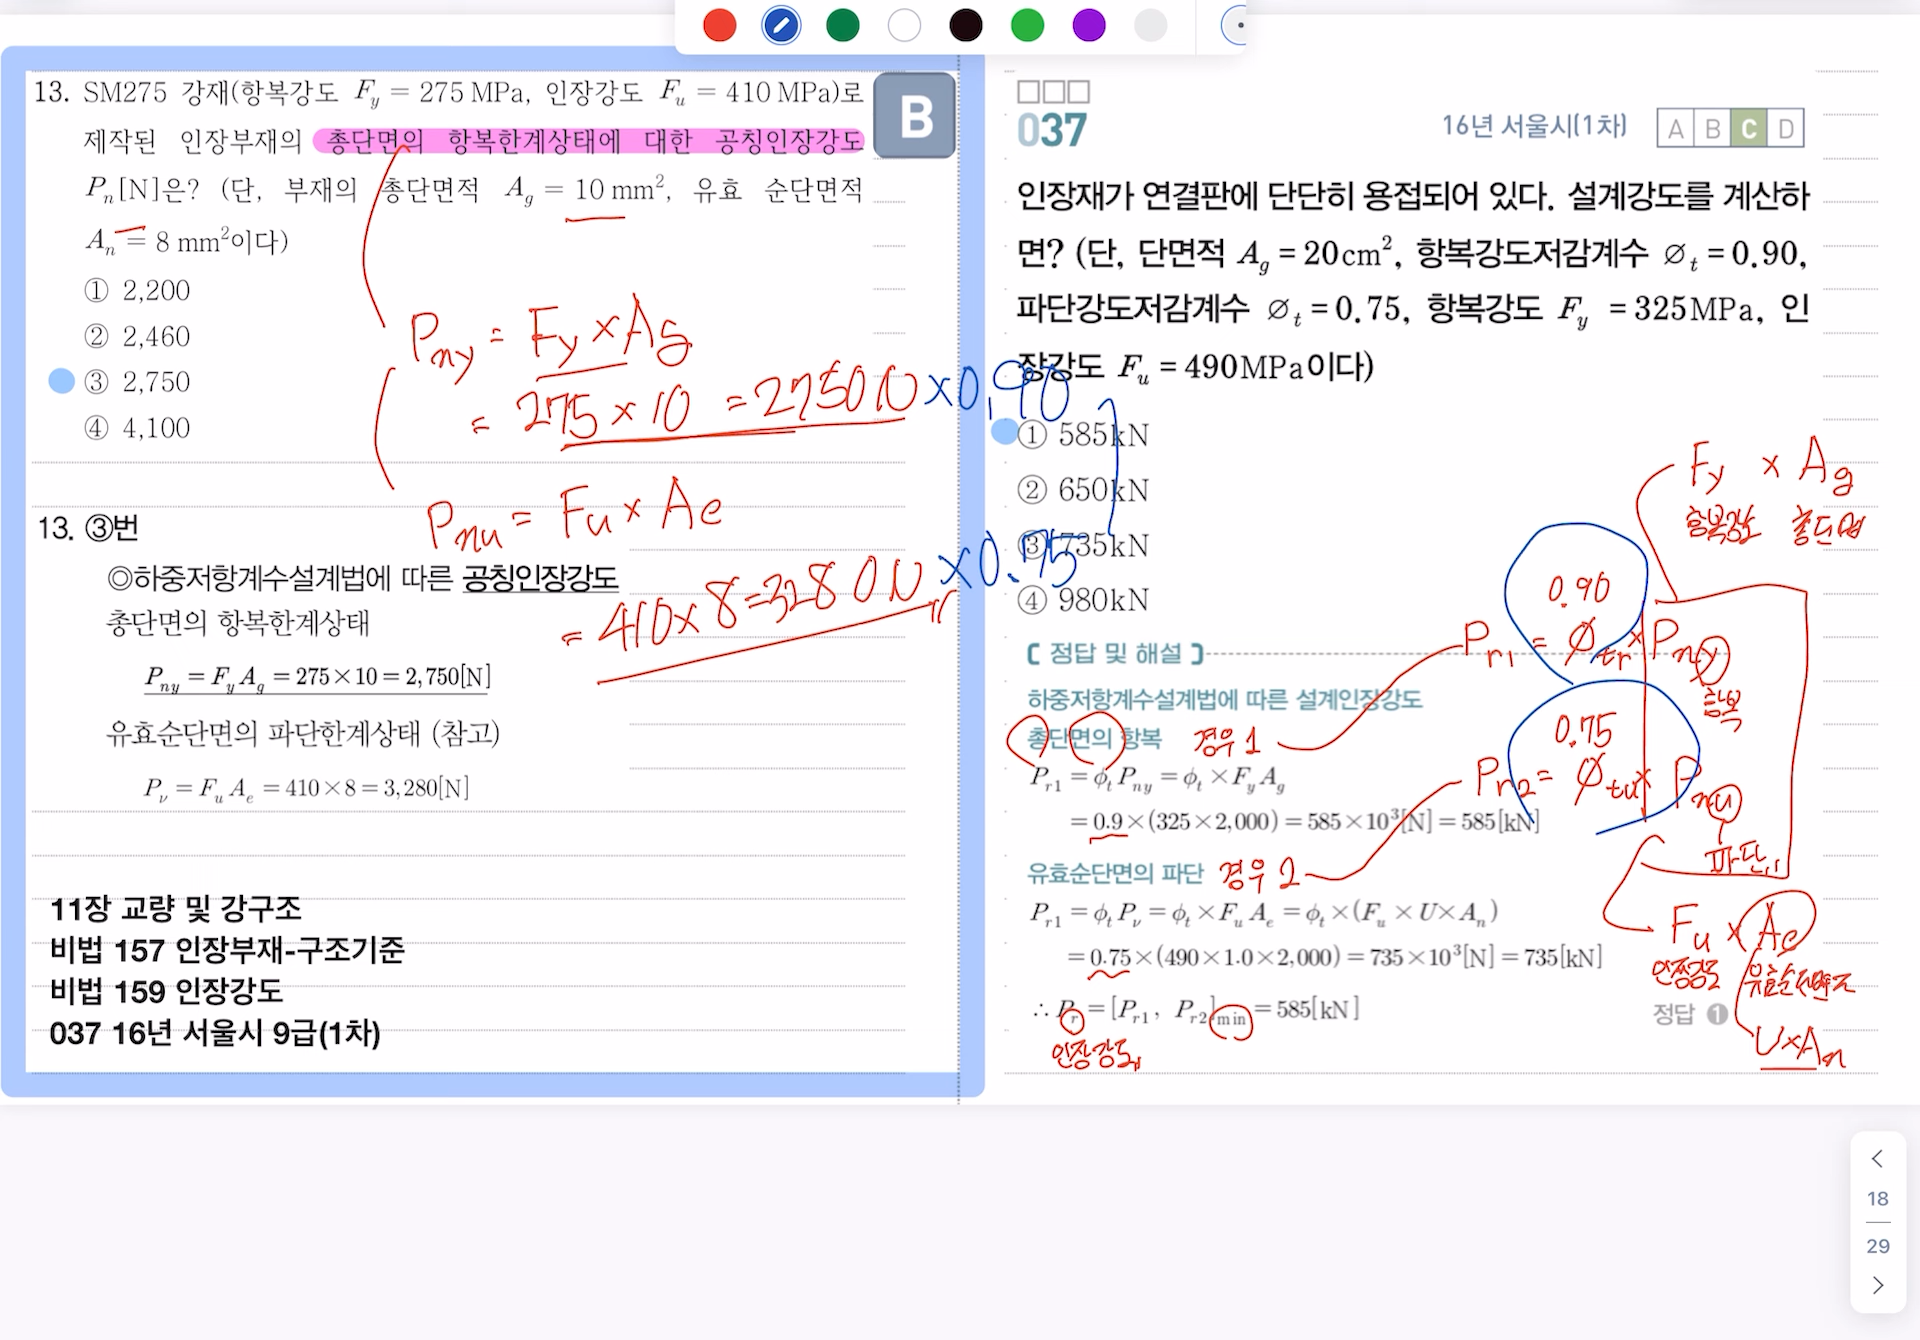 13. SM275 강재(항복강도 Fy = 275 MPa, 인장강도 Fu = 410 MPa)로
제작된 인장부재의 총단면의 항복한계상태에 대한 공칭인장강도
Pn[N]은? (단, 부재의 총단면적 Ag = 10 mm², 유효 순단면적
An = 8 mm²이다)
① 2,200
② 2,460
③ 2,750
④ 4,100
B
Pny = Fy × Ag
= 275 × 10 = 2750N ×0.90
Pnu = Fu × Ae
= 410×8=3280N ×0.75
13. ③번
◎하중저항계수설계법에 따른 공칭인장강도
총단면의 항복한계상태
Pny = Fy Ag = 275×10 = 2,750[N]
유효순단면의 파단한계상태 (참고)
Pν = Fu Ae = 410×8 = 3,280[N]
11장 교량 및 강구조
비법 157 인장부재-구조기준
비법 159 인장강도
037 16년 서울시 9급(1차)
037
16년 서울시(1차)
A B C D
인장재가 연결판에 단단히 용접되어 있다. 설계강도를 계산하
면? (단, 단면적 Ag = 20cm², 항복강도저감계수 ∅t = 0.90,
파단강도저감계수 ∅t = 0.75, 항복강도 Fy = 325MPa, 인
장강도 Fu = 490MPa이다)
① 585kN
② 650kN
③ 735kN
④ 980kN
Fy × Ag
항복강도 총단면
0.90
Pr1 = ∅ty × Pny
항복
0.75
Pr2 = ∅tu × Pnu
파단
Fu × Ae
인장강도
U×An
[ 정답 및 해설 ]
하중저항계수설계법에 따른 설계인장강도
총단면의 항복 경우1
Pr1 = ϕt Pny = ϕt × Fy Ag
= 0.9×(325×2,000) = 585×10³[N] = 585[kN]
유효순단면의 파단 경우2
Pr1 = ϕt Pν = ϕt × Fu Ae = ϕt × (Fu × U× An)
= 0.75×(490×1.0×2,000) = 735×10³[N] = 735[kN]
∴ Pr = [Pr1, Pr2]min = 585[kN]
인장강도
정답 ❶
18
29